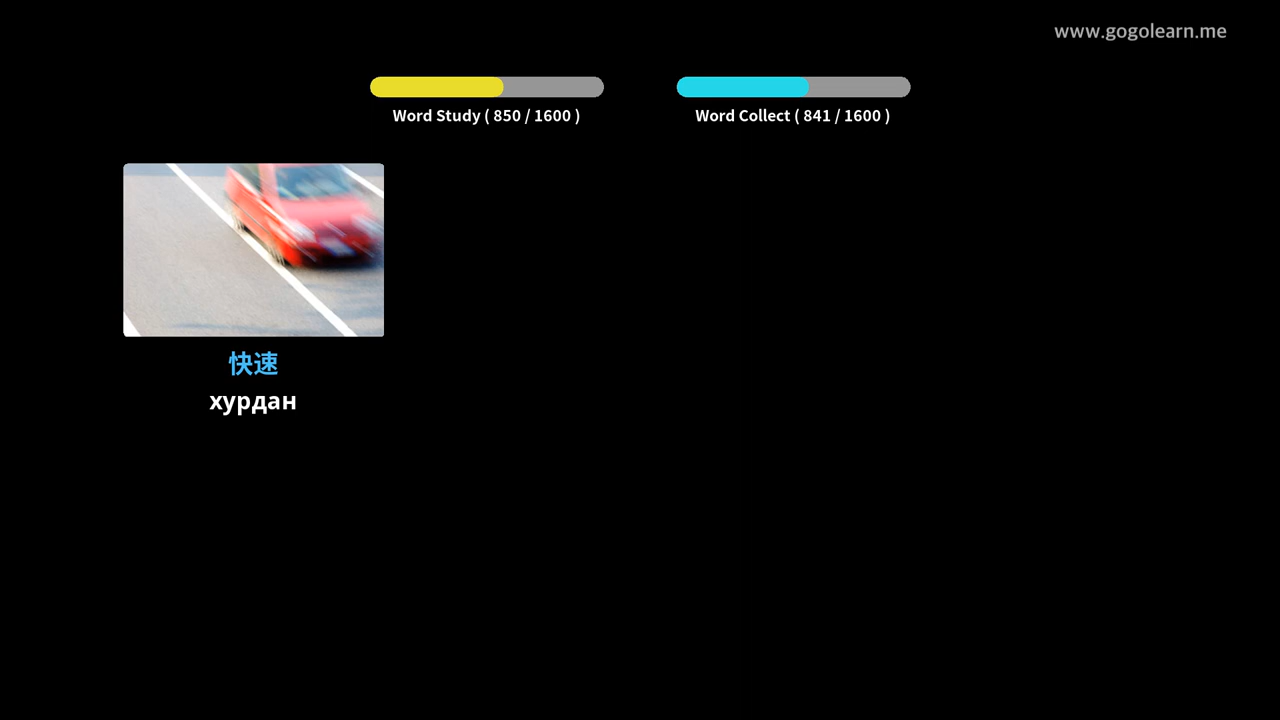 www.gogolearn.me
Word Study ( 850 / 1600 )
Word Collect ( 841 / 1600 )
快速
хурдан